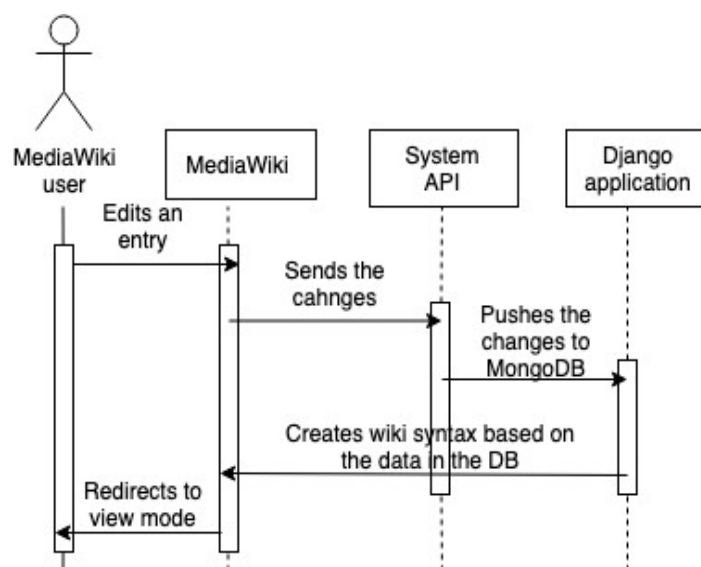 MediaWiki
user
MediaWiki
System
API
Django
application
Edits an
entry
Sends the
cahnges
Pushes the
changes to
MongoDB
Creates wiki syntax based on
the data in the DB
Redirects to
view mode